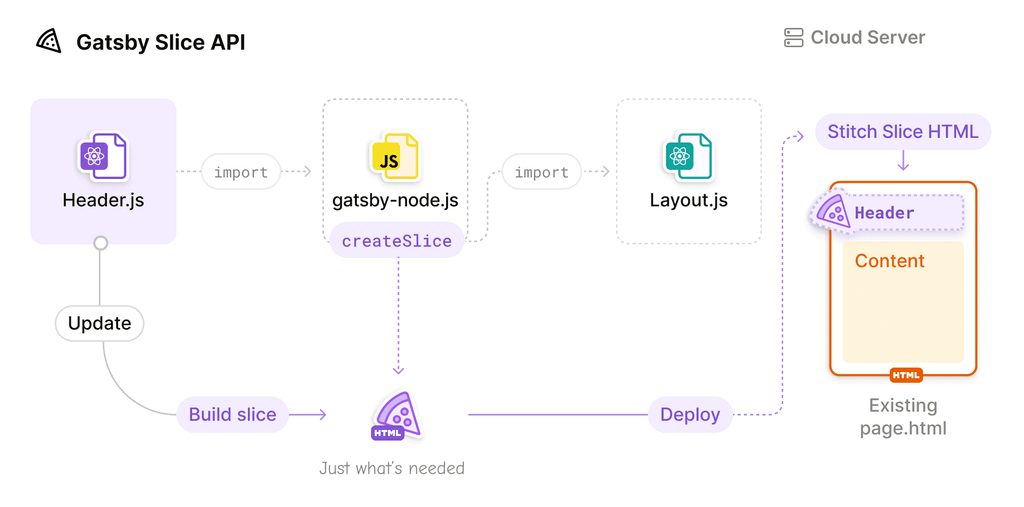 Gatsby Slice API
Cloud Server
Header.js
import
JS
gatsby-node.js
createSlice
import
Layout.js
Stitch Slice HTML
Header
Content
HTML
Existing
page.html
Update
Build slice
HTML
Just what's needed
Deploy